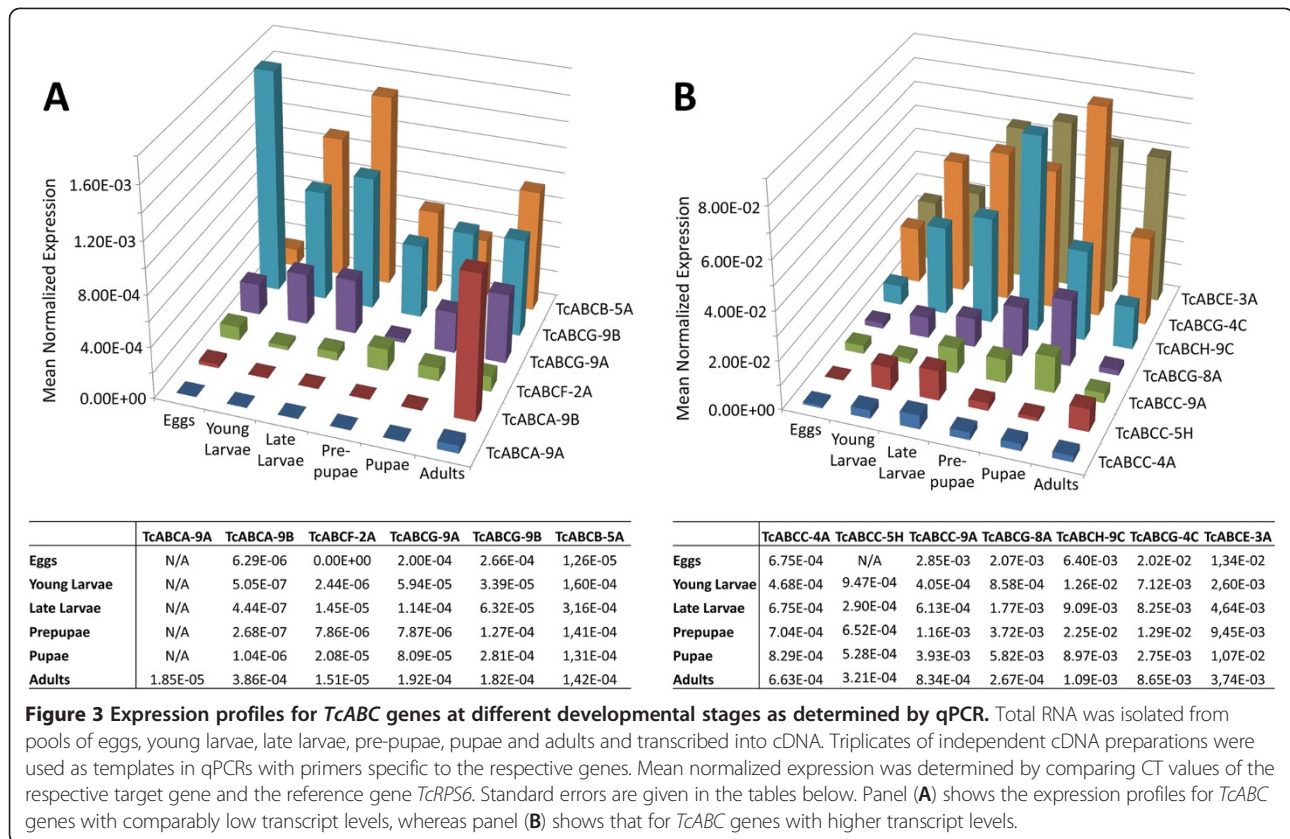 A
Mean Normalized Expression
1.60E-03
1.20E-03
8.00E-04
4.00E-04
0.00E+00
Eggs
Young Larvae
Late Larvae
Pre-pupae
Pupae
Adults
TcABCB-5A
TcABCG-9B
TcABCG-9A
TcABCF-2A
TcABCA-9B
TcABCA-9A
B
Mean Normalized Expression
8.00E-02
6.00E-02
4.00E-02
2.00E-02
0.00E+00
Eggs
Young Larvae
Late Larvae
Pre-pupae
Pupae
Adults
TcABCE-3A
TcABCG-4C
TcABCH-9C
TcABCG-8A
TcABCC-9A
TcABCC-5H
TcABCC-4A
TcABCA-9A TcABCA-9B TcABCF-2A TcABCG-9A TcABCG-9B TcABCB-5A
Eggs N/A 6.29E-06 0.00E+00 2.00E-04 2.66E-04 1,26E-05
Young Larvae N/A 5.05E-07 2.44E-06 5.94E-05 3.39E-05 1,60E-04
Late Larvae N/A 4.44E-07 1.45E-05 1.14E-04 6.32E-05 3,16E-04
Prepupae N/A 2.68E-07 7.86E-06 7.87E-06 1.27E-04 1,41E-04
Pupae N/A 1.04E-06 2.08E-05 8.09E-05 2.81E-04 1,31E-04
Adults 1.85E-05 3.86E-04 1.51E-05 1.92E-04 1.82E-04 1,42E-04
TcABCC-4A TcABCC-5H TcABCC-9A TcABCG-8A TcABCH-9C TcABCG-4C TcABCE-3A
Eggs 6.75E-04 N/A 2.85E-03 2.07E-03 6.40E-03 2.02E-02 1,34E-02
Young Larvae 4.68E-04 9.47E-04 4.05E-04 8.58E-04 1.26E-02 7.12E-03 2,60E-03
Late Larvae 6.75E-04 2.90E-04 6.13E-04 1.77E-03 9.09E-03 8.25E-03 4,64E-03
Prepupae 7.04E-04 6.52E-04 1.16E-03 3.72E-03 2.25E-02 1.29E-02 9,45E-03
Pupae 8.29E-04 5.28E-04 3.93E-03 5.82E-03 8.97E-03 2.75E-03 1,07E-02
Adults 6.63E-04 3.21E-04 8.34E-04 2.67E-04 1.09E-03 8.65E-03 3,74E-03
Figure 3 Expression profiles for TcABC genes at different developmental stages as determined by qPCR. Total RNA was isolated from
pools of eggs, young larvae, late larvae, pre-pupae, pupae and adults and transcribed into cDNA. Triplicates of independent cDNA preparations were
used as templates in qPCRs with primers specific to the respective genes. Mean normalized expression was determined by comparing CT values of the
respective target gene and the reference gene TcRPS6. Standard errors are given in the tables below. Panel (A) shows the expression profiles for TcABC
genes with comparably low transcript levels, whereas panel (B) shows that for TcABC genes with higher transcript levels.